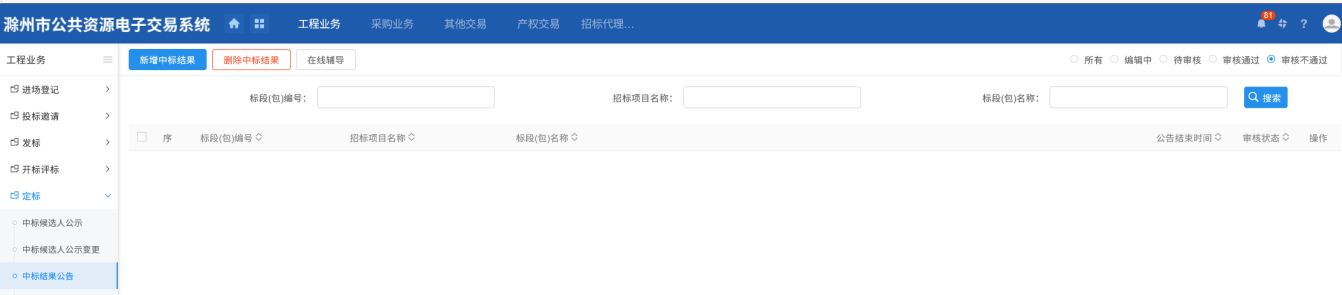 滁州市公共资源电子交易系统 工程业务 采购业务 其他交易 产权交易 招标代理... 81 ?
工程业务 新增中标结果 删除中标结果 在线辅导 所有 编辑中 待审核 审核通过 审核不通过
进场登记
标段(包)编号： 招标项目名称： 标段(包)名称： 搜索
投标邀请
发标
序 标段(包)编号 招标项目名称 标段(包)名称 公告结束时间 审核状态 操作
开标评标
定标
中标候选人公示
中标候选人公示变更
中标结果公告